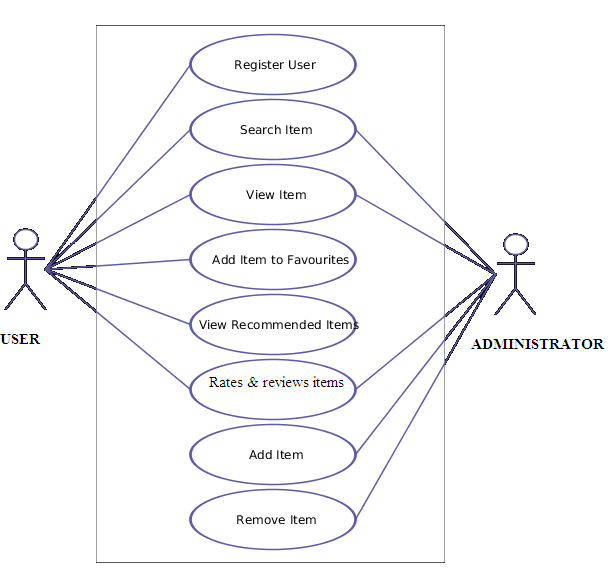 Register User
Search Item
View Item
Add Item to Favourites
View Recommended Items
USER
ADMINISTRATOR
Rates & reviews items
Add Item
Remove Item